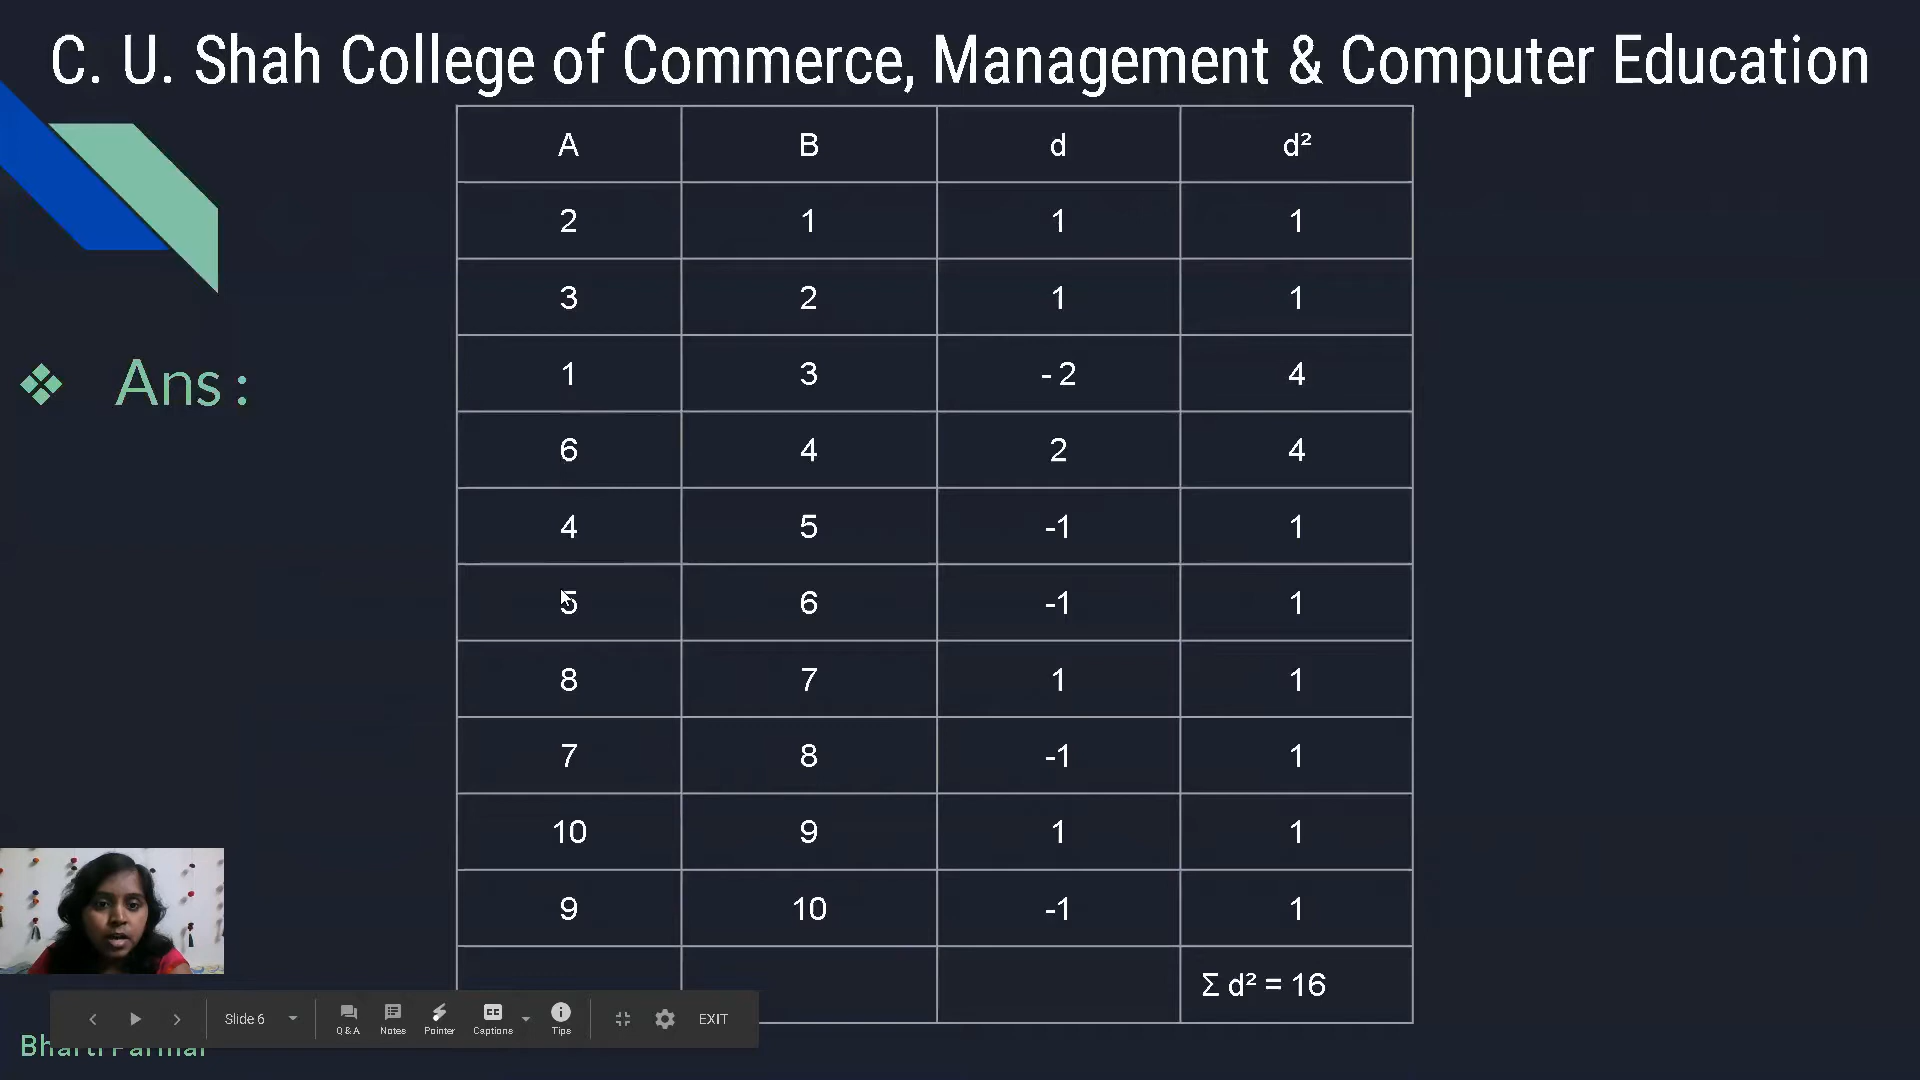 C. U. Shah College of Commerce, Management & Computer Education
A B d d²
2 1 1 1
3 2 1 1
1 3 - 2 4
6 4 2 4
4 5 -1 1
5 6 -1 1
8 7 1 1
7 8 -1 1
10 9 1 1
9 10 -1 1
Σ d² = 16
❖ Ans :
Slide 6
Q & A Notes Pointer Captions Tips EXIT
Bharti Parmar